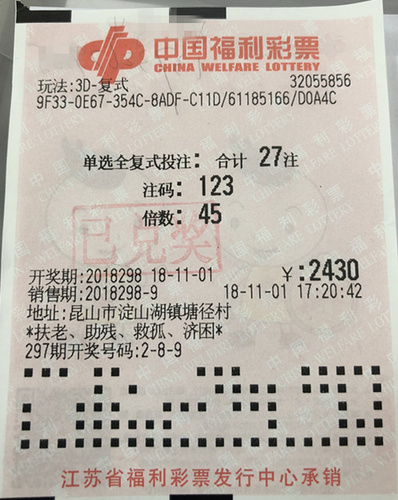 中国福利彩票
CHINA WELFARE LOTTERY
玩法:3D-复式
32055856
9F33-0E67-354C-8ADF-C11D/61185166/D0A4C
单选全复式投注: 合计 27注
注码: 123
倍数: 45
已兑奖
开奖期:2018298 18-11-01
¥:2430
销售期:2018298-9 18-11-01 17:20:42
地址:昆山市淀山湖镇塘径村
*扶老、助残、救孤、济困*
297期开奖号码:2-8-9
江苏省福利彩票发行中心承销